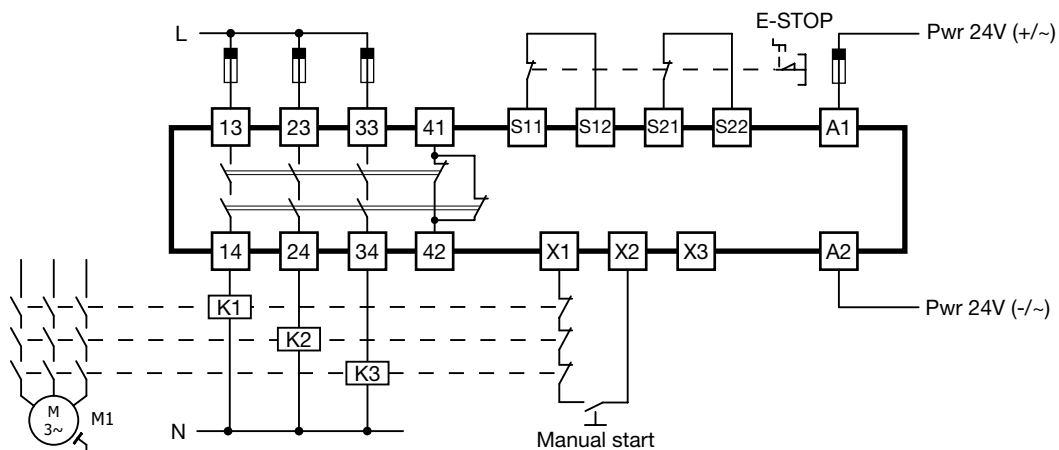 E-STOP
L
Pwr 24V (+/~)
13 23 33 41 S11 S12 S21 S22 A1
14 24 34 42 X1 X2 X3 A2
K1
Pwr 24V (-/~)
K2
K3
M
3~
M1
N
Manual start